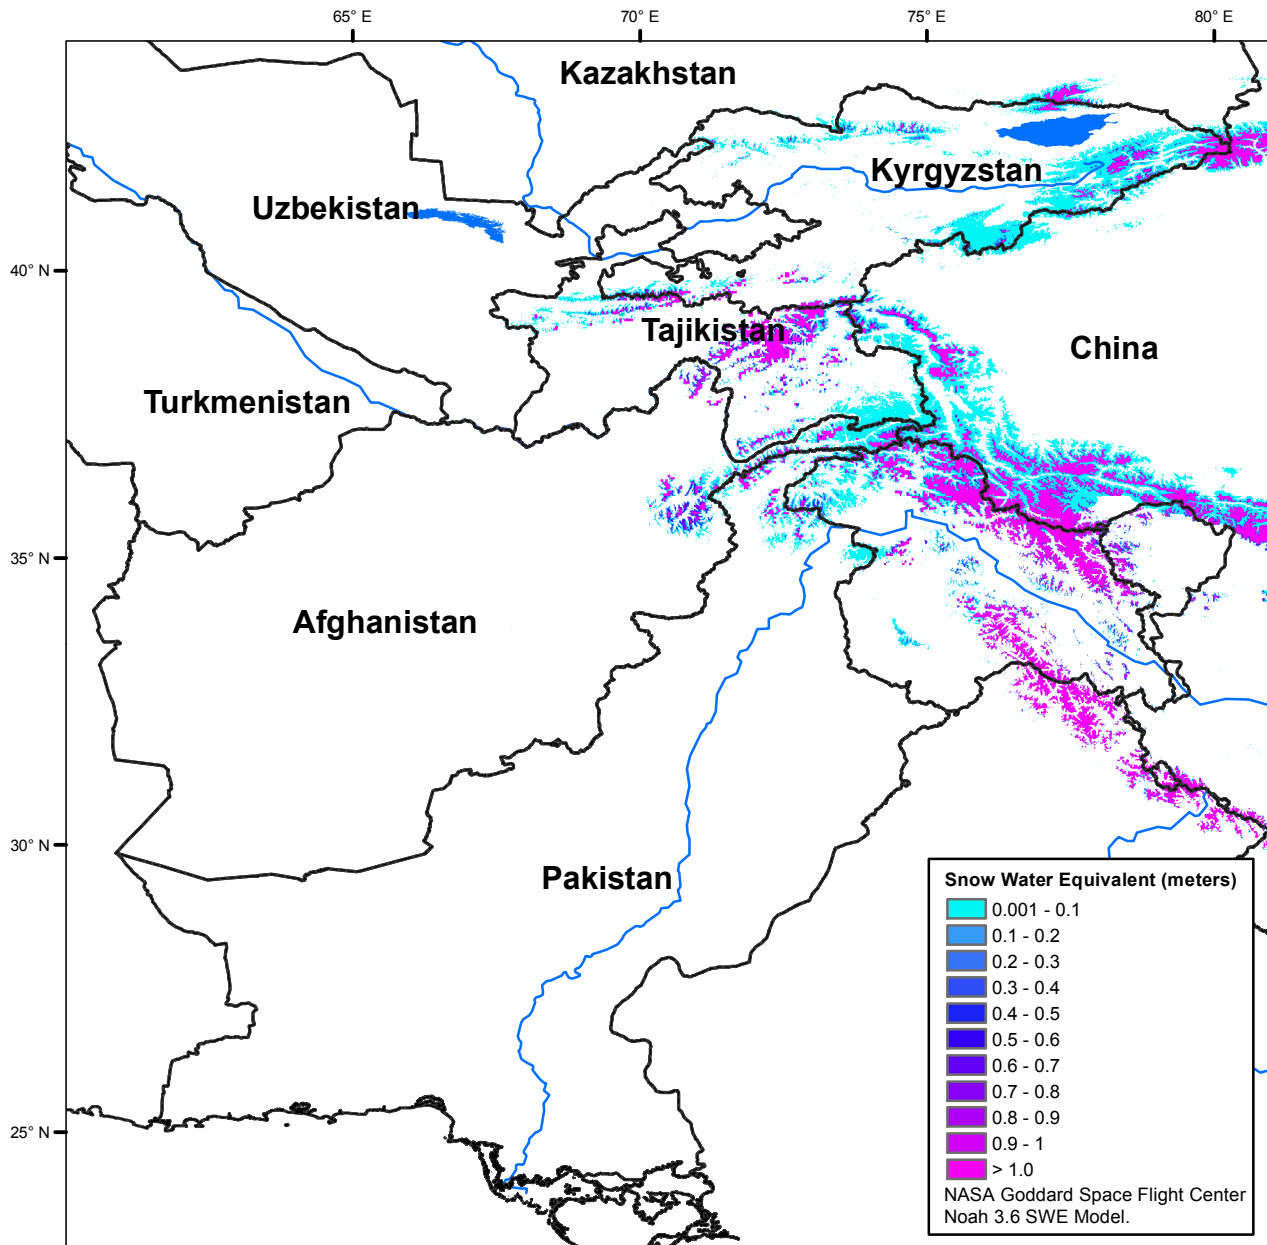 65° E
70° E
75° E
80° E
Kazakhstan
Kyrgyzstan
Uzbekistan
40° N
Tajikistan
China
Turkmenistan
35° N
Afghanistan
30° N
Pakistan
25° N
Snow Water Equivalent (meters)
0.001 - 0.1
0.1 - 0.2
0.2 - 0.3
0.3 - 0.4
0.4 - 0.5
0.5 - 0.6
0.6 - 0.7
0.7 - 0.8
0.8 - 0.9
0.9 - 1
> 1.0
NASA Goddard Space Flight Center
Noah 3.6 SWE Model.